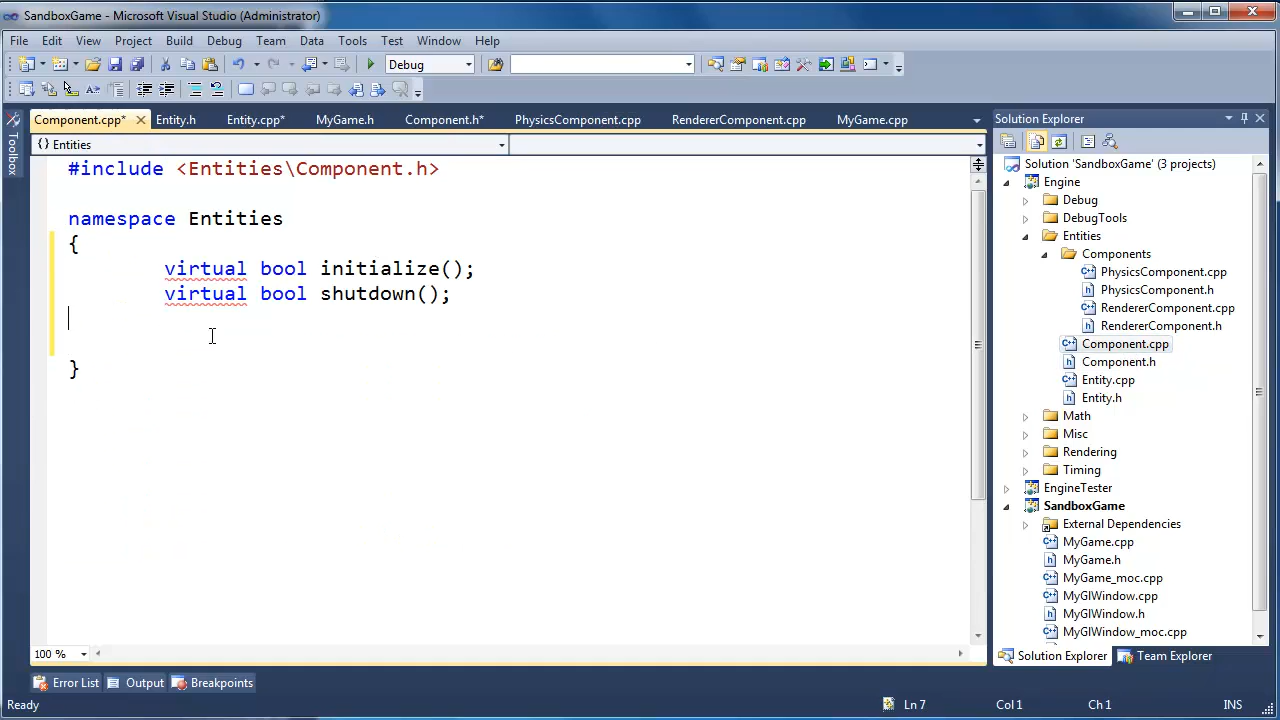 SandboxGame - Microsoft Visual Studio (Administrator)
File Edit View Project Build Debug Team Data Tools Test Window Help
Debug
Component.cpp* Entity.h Entity.cpp* MyGame.h Component.h* PhysicsComponent.cpp RendererComponent.cpp MyGame.cpp
Toolbox
{} Entities
#include <Entities\Component.h>
namespace Entities
{
virtual bool initialize();
virtual bool shutdown();
}
100 %
Error List Output Breakpoints
Solution Explorer
Solution 'SandboxGame' (3 projects)
Engine
Debug
DebugTools
Entities
Components
PhysicsComponent.cpp
PhysicsComponent.h
RendererComponent.cpp
RendererComponent.h
Component.cpp
Component.h
Entity.cpp
Entity.h
Math
Misc
Rendering
Timing
EngineTester
SandboxGame
External Dependencies
MyGame.cpp
MyGame.h
MyGame_moc.cpp
MyGlWindow.cpp
MyGlWindow.h
MyGlWindow_moc.cpp
Solution Explorer Team Explorer
Ready Ln 7 Col 1 Ch 1 INS